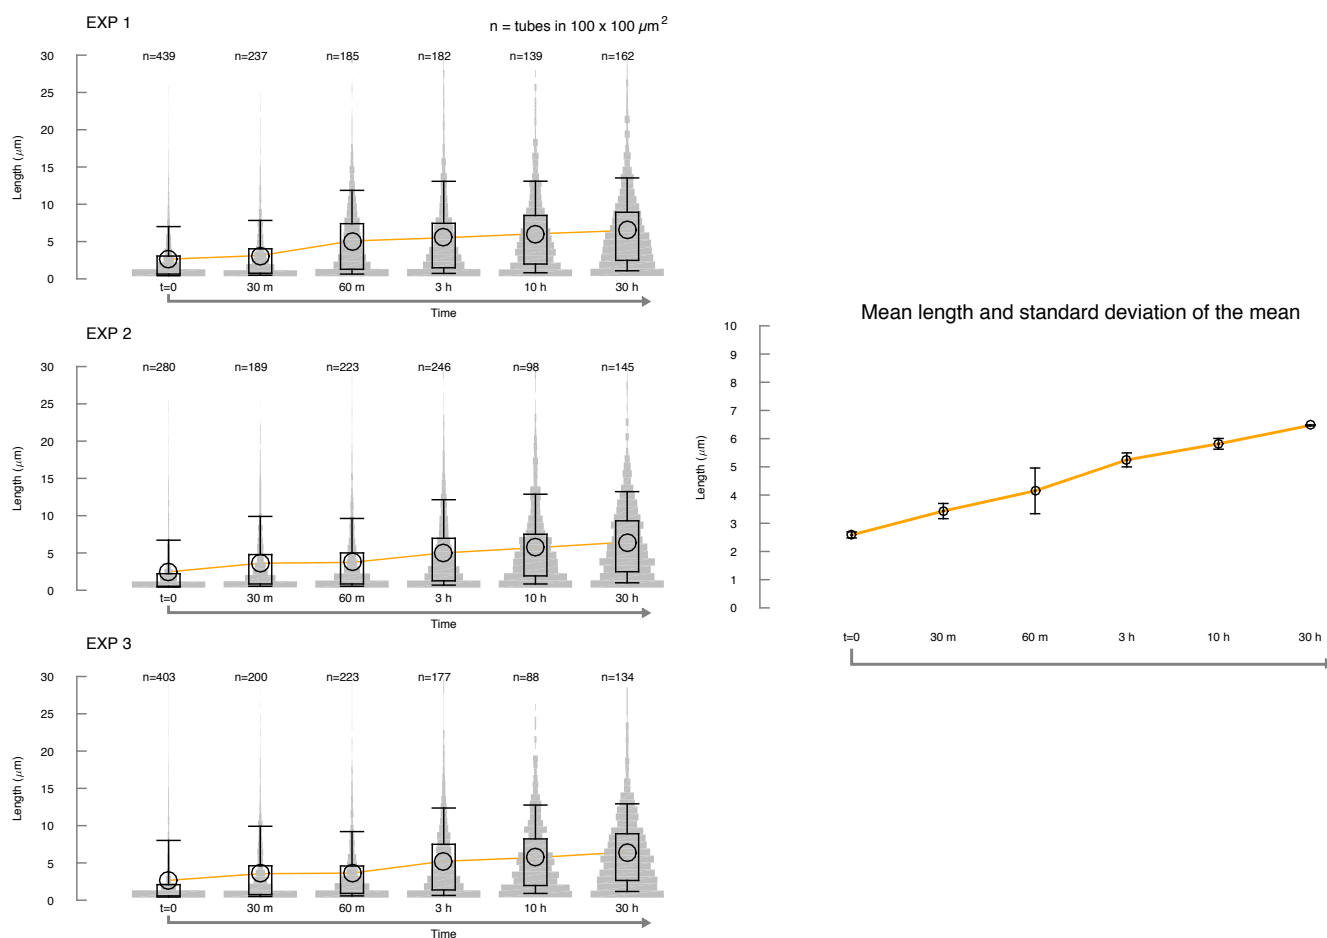 EXP 1
n = tubes in 100 x 100 µm²
n=439 n=237 n=185 n=182 n=139 n=162
30
25
20
15
10
5
0
Length (µm)
t=0 30 m 60 m 3 h 10 h 30 h
Time
EXP 2
n=280 n=189 n=223 n=246 n=98 n=145
30
25
20
15
10
5
0
Length (µm)
t=0 30 m 60 m 3 h 10 h 30 h
Time
EXP 3
n=403 n=200 n=223 n=177 n=88 n=134
30
25
20
15
10
5
0
Length (µm)
t=0 30 m 60 m 3 h 10 h 30 h
Time
Mean length and standard deviation of the mean
10
9
8
7
6
5
4
3
2
1
0
Length (µm)
t=0 30 m 60 m 3 h 10 h 30 h